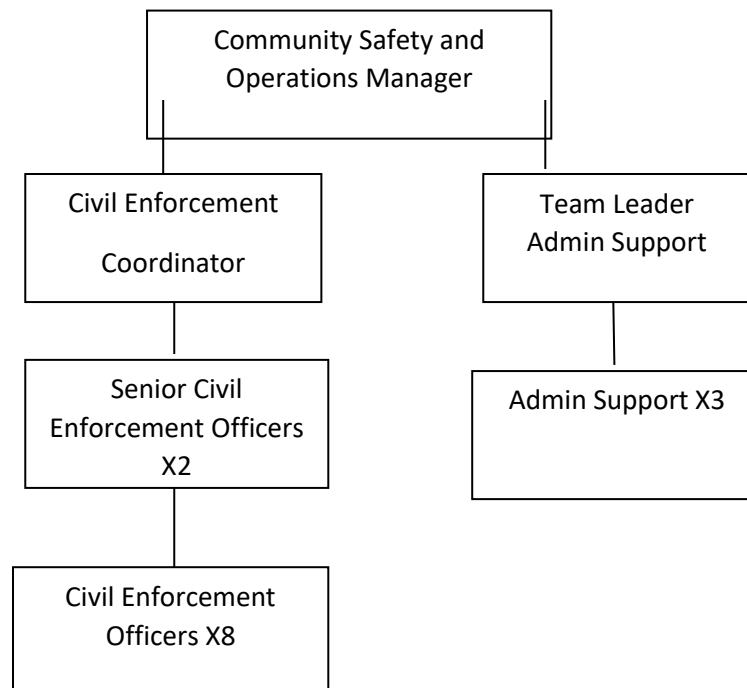 Community Safety and
Operations Manager
Civil Enforcement
Coordinator
Team Leader
Admin Support
Senior Civil
Enforcement Officers
X2
Admin Support X3
Civil Enforcement
Officers X8